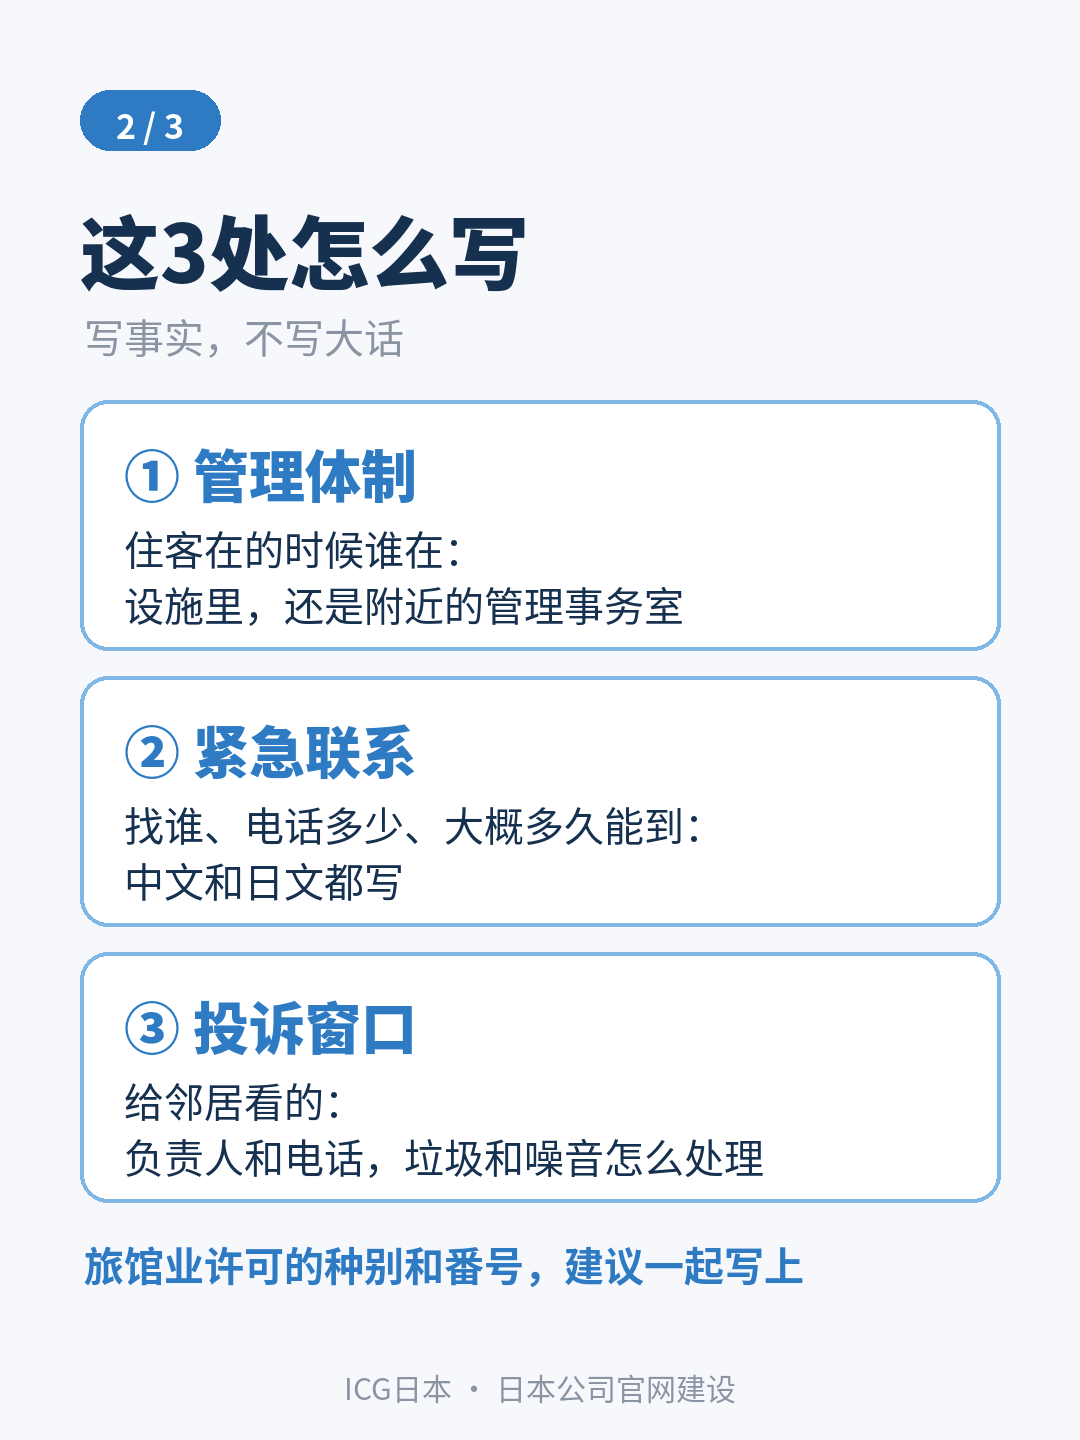 2 / 3
这3处怎么写
写事实，不写大话
① 管理体制
住客在的时候谁在：
设施里，还是附近的管理事务室
② 紧急联系
找谁、电话多少、大概多久能到：
中文和日文都写
③ 投诉窗口
给邻居看的：
负责人和电话，垃圾和噪音怎么处理
旅馆业许可的种别和番号，建议一起写上
ICG日本 · 日本公司官网建设